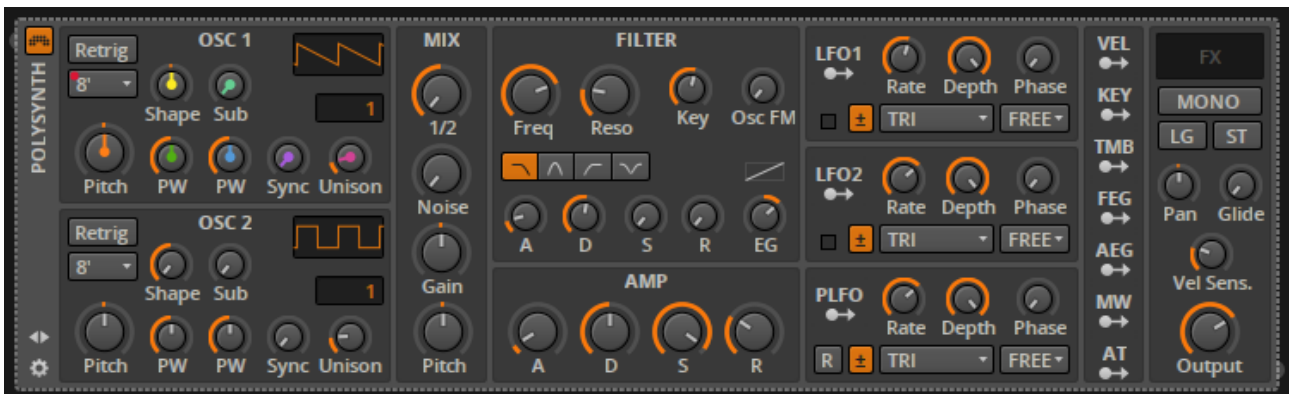 POLYSYNTH
OSC 1
Retrig
8'
Shape Sub
1
Pitch PW PW Sync Unison
OSC 2
Retrig
8'
Shape Sub
1
Pitch PW PW Sync Unison
MIX
1/2
Noise
Gain
Pitch
FILTER
Freq Reso Key Osc FM
A D S R EG
AMP
A D S R
LFO1
Rate Depth Phase
± TRI FREE
LFO2
Rate Depth Phase
± TRI FREE
PLFO
Rate Depth Phase
R ± TRI FREE
VEL
KEY
TMB
FEG
AEG
MW
AT
FX
MONO
LG ST
Pan Glide
Vel Sens.
Output